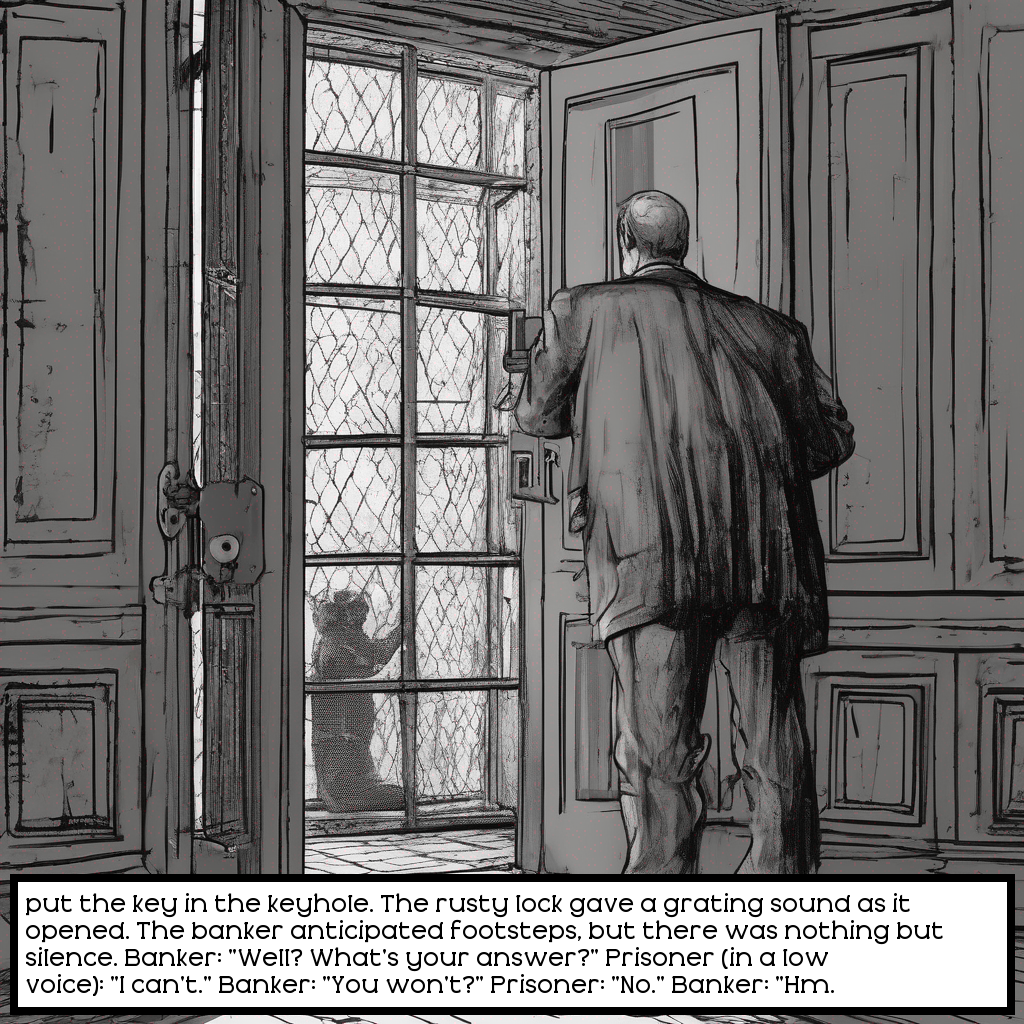 put the key in the keyhole. The rusty lock gave a grating sound as it
opened. The banker anticipated footsteps, but there was nothing but
silence. Banker: "Well? What's your answer?" Prisoner (in a low
voice): "I can't." Banker: "You won't?" Prisoner: "No." Banker: "Hm.